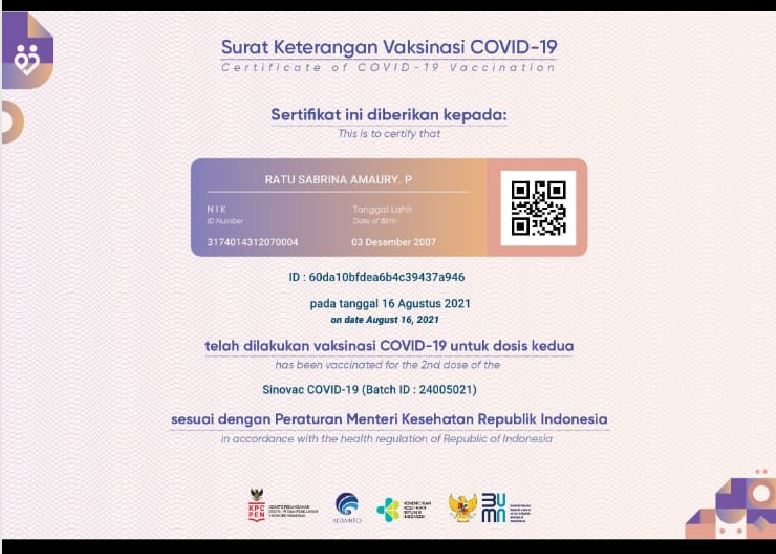 Surat Keterangan Vaksinasi COVID-19
Certificate of COVID-19 Vaccination
Sertifikat ini diberikan kepada:
This is to certify that
RATU SABRINA AMAURY. P
NIK
Tanggal Lahir
ID Number
Date of Birth
3174014312070004
03 Desember 2007
ID : 60da10bfdea6b4c39437a946
pada tanggal 16 Agustus 2021
on date August 16, 2021
telah dilakukan vaksinasi COVID-19 untuk dosis kedua
has been vaccinated for the 2nd dose of the
Sinovac COVID-19 (Batch ID : 24005021)
sesuai dengan Peraturan Menteri Kesehatan Republik Indonesia
in accordance with the health regulation of Republic of Indonesia
KPC
PEN
KOMINFO
KEMENTERIAN
KESEHATAN
REPUBLIK
INDONESIA
BUMN